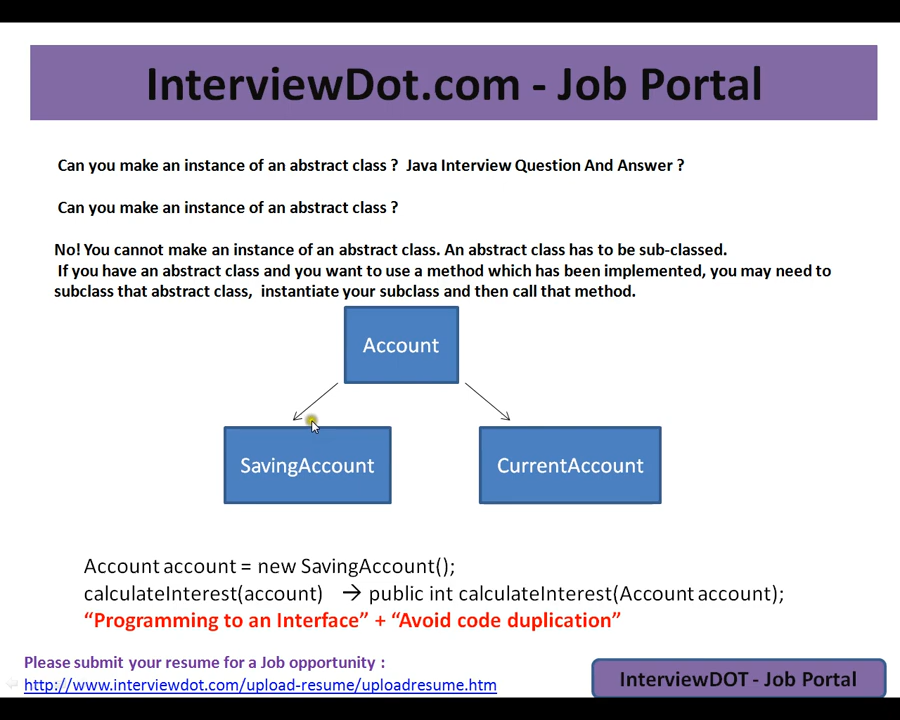 InterviewDot.com - Job Portal
Can you make an instance of an abstract class ?  Java Interview Question And Answer ?
Can you make an instance of an abstract class ?
No! You cannot make an instance of an abstract class. An abstract class has to be sub-classed.
If you have an abstract class and you want to use a method which has been implemented, you may need to
subclass that abstract class,  instantiate your subclass and then call that method.
Account
SavingAccount
CurrentAccount
Account account = new SavingAccount();
calculateInterest(account)   → public int calculateInterest(Account account);
“Programming to an Interface” + “Avoid code duplication”
Please submit your resume for a Job opportunity :
http://www.interviewdot.com/upload-resume/uploadresume.htm
InterviewDOT - Job Portal